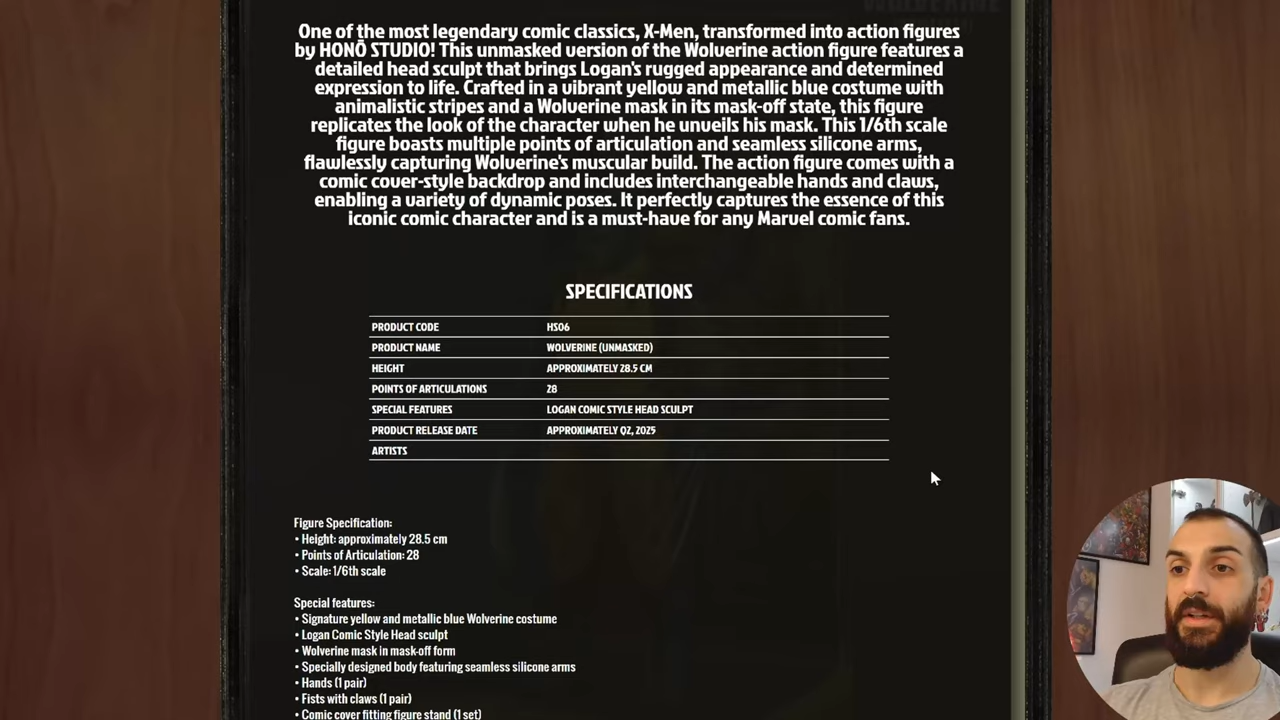 WOLVERINE
One of the most legendary comic classics, X-Men, transformed into action figures
by HONŌ STUDIO! This unmasked version of the Wolverine action figure features a
detailed head sculpt that brings Logan's rugged appearance and determined
expression to life. Crafted in a vibrant yellow and metallic blue costume with
animalistic stripes and a Wolverine mask in its mask-off state, this figure
replicates the look of the character when he unveils his mask. This 1/6th scale
figure boasts multiple points of articulation and seamless silicone arms,
flawlessly capturing Wolverine's muscular build. The action figure comes with a
comic cover-style backdrop and includes interchangeable hands and claws,
enabling a variety of dynamic poses. It perfectly captures the essence of this
iconic comic character and is a must-have for any Marvel comic fans.
SPECIFICATIONS
PRODUCT CODE HS06
PRODUCT NAME WOLVERINE (UNMASKED)
HEIGHT APPROXIMATELY 28.5 CM
POINTS OF ARTICULATIONS 28
SPECIAL FEATURES LOGAN COMIC STYLE HEAD SCULPT
PRODUCT RELEASE DATE APPROXIMATELY Q2, 2025
ARTISTS
Figure Specification:
• Height: approximately 28.5 cm
• Points of Articulation: 28
• Scale: 1/6th scale
Special features:
• Signature yellow and metallic blue Wolverine costume
• Logan Comic Style Head sculpt
• Wolverine mask in mask-off form
• Specially designed body featuring seamless silicone arms
• Hands (1 pair)
• Fists with claws (1 pair)
• Comic cover fitting figure stand (1 set)